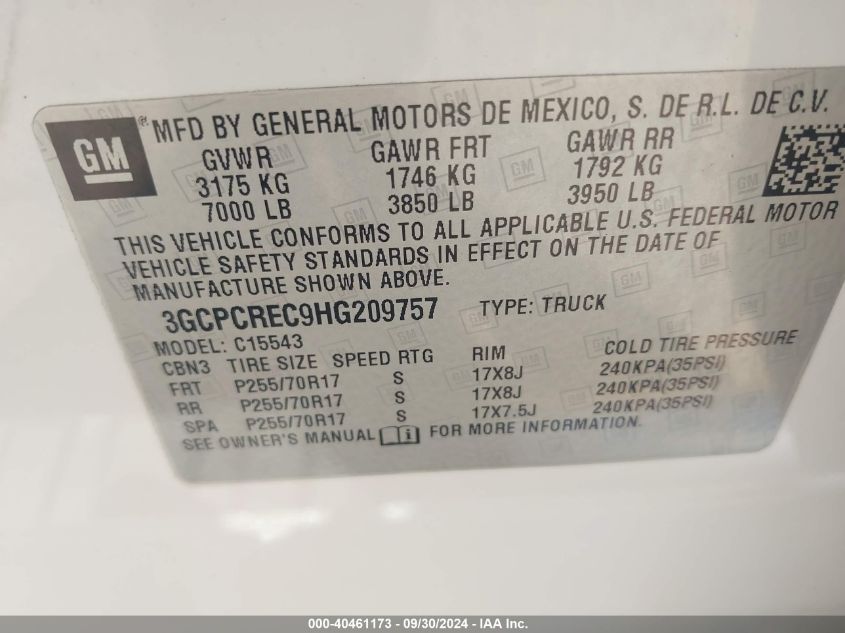 GM
® MFD BY GENERAL MOTORS DE MEXICO, S. DE R.L. DE C.V.
GVWR GAWR FRT GAWR RR
3175 KG 1746 KG 1792 KG
7000 LB 3850 LB 3950 LB
THIS VEHICLE CONFORMS TO ALL APPLICABLE U.S. FEDERAL MOTOR
VEHICLE SAFETY STANDARDS IN EFFECT ON THE DATE OF
MANUFACTURE SHOWN ABOVE.
3GCPCREC9HG209757 TYPE: TRUCK
MODEL: C15543
CBN3 TIRE SIZE SPEED RTG RIM COLD TIRE PRESSURE
FRT P255/70R17 S 17X8J 240KPA(35PSI)
RR P255/70R17 S 17X8J 240KPA(35PSI)
SPA P255/70R17 S 17X7.5J 240KPA(35PSI)
SEE OWNER'S MANUAL i FOR MORE INFORMATION.
000-40461173 - 09/30/2024 - IAA Inc.